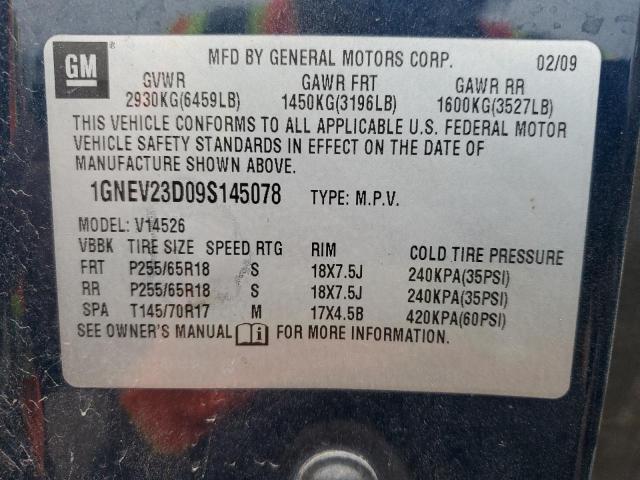 GM
MFD BY GENERAL MOTORS CORP. 02/09
GVWR GAWR FRT GAWR RR
2930KG(6459LB) 1450KG(3196LB) 1600KG(3527LB)
THIS VEHICLE CONFORMS TO ALL APPLICABLE U.S. FEDERAL MOTOR
VEHICLE SAFETY STANDARDS IN EFFECT ON THE DATE OF
MANUFACTURE SHOWN ABOVE.
1GNEV23D09S145078 TYPE: M.P.V.
MODEL: V14526
VBBK TIRE SIZE SPEED RTG RIM COLD TIRE PRESSURE
FRT P255/65R18 S 18X7.5J 240KPA(35PSI)
RR P255/65R18 S 18X7.5J 240KPA(35PSI)
SPA T145/70R17 M 17X4.5B 420KPA(60PSI)
SEE OWNER'S MANUAL i FOR MORE INFORMATION.